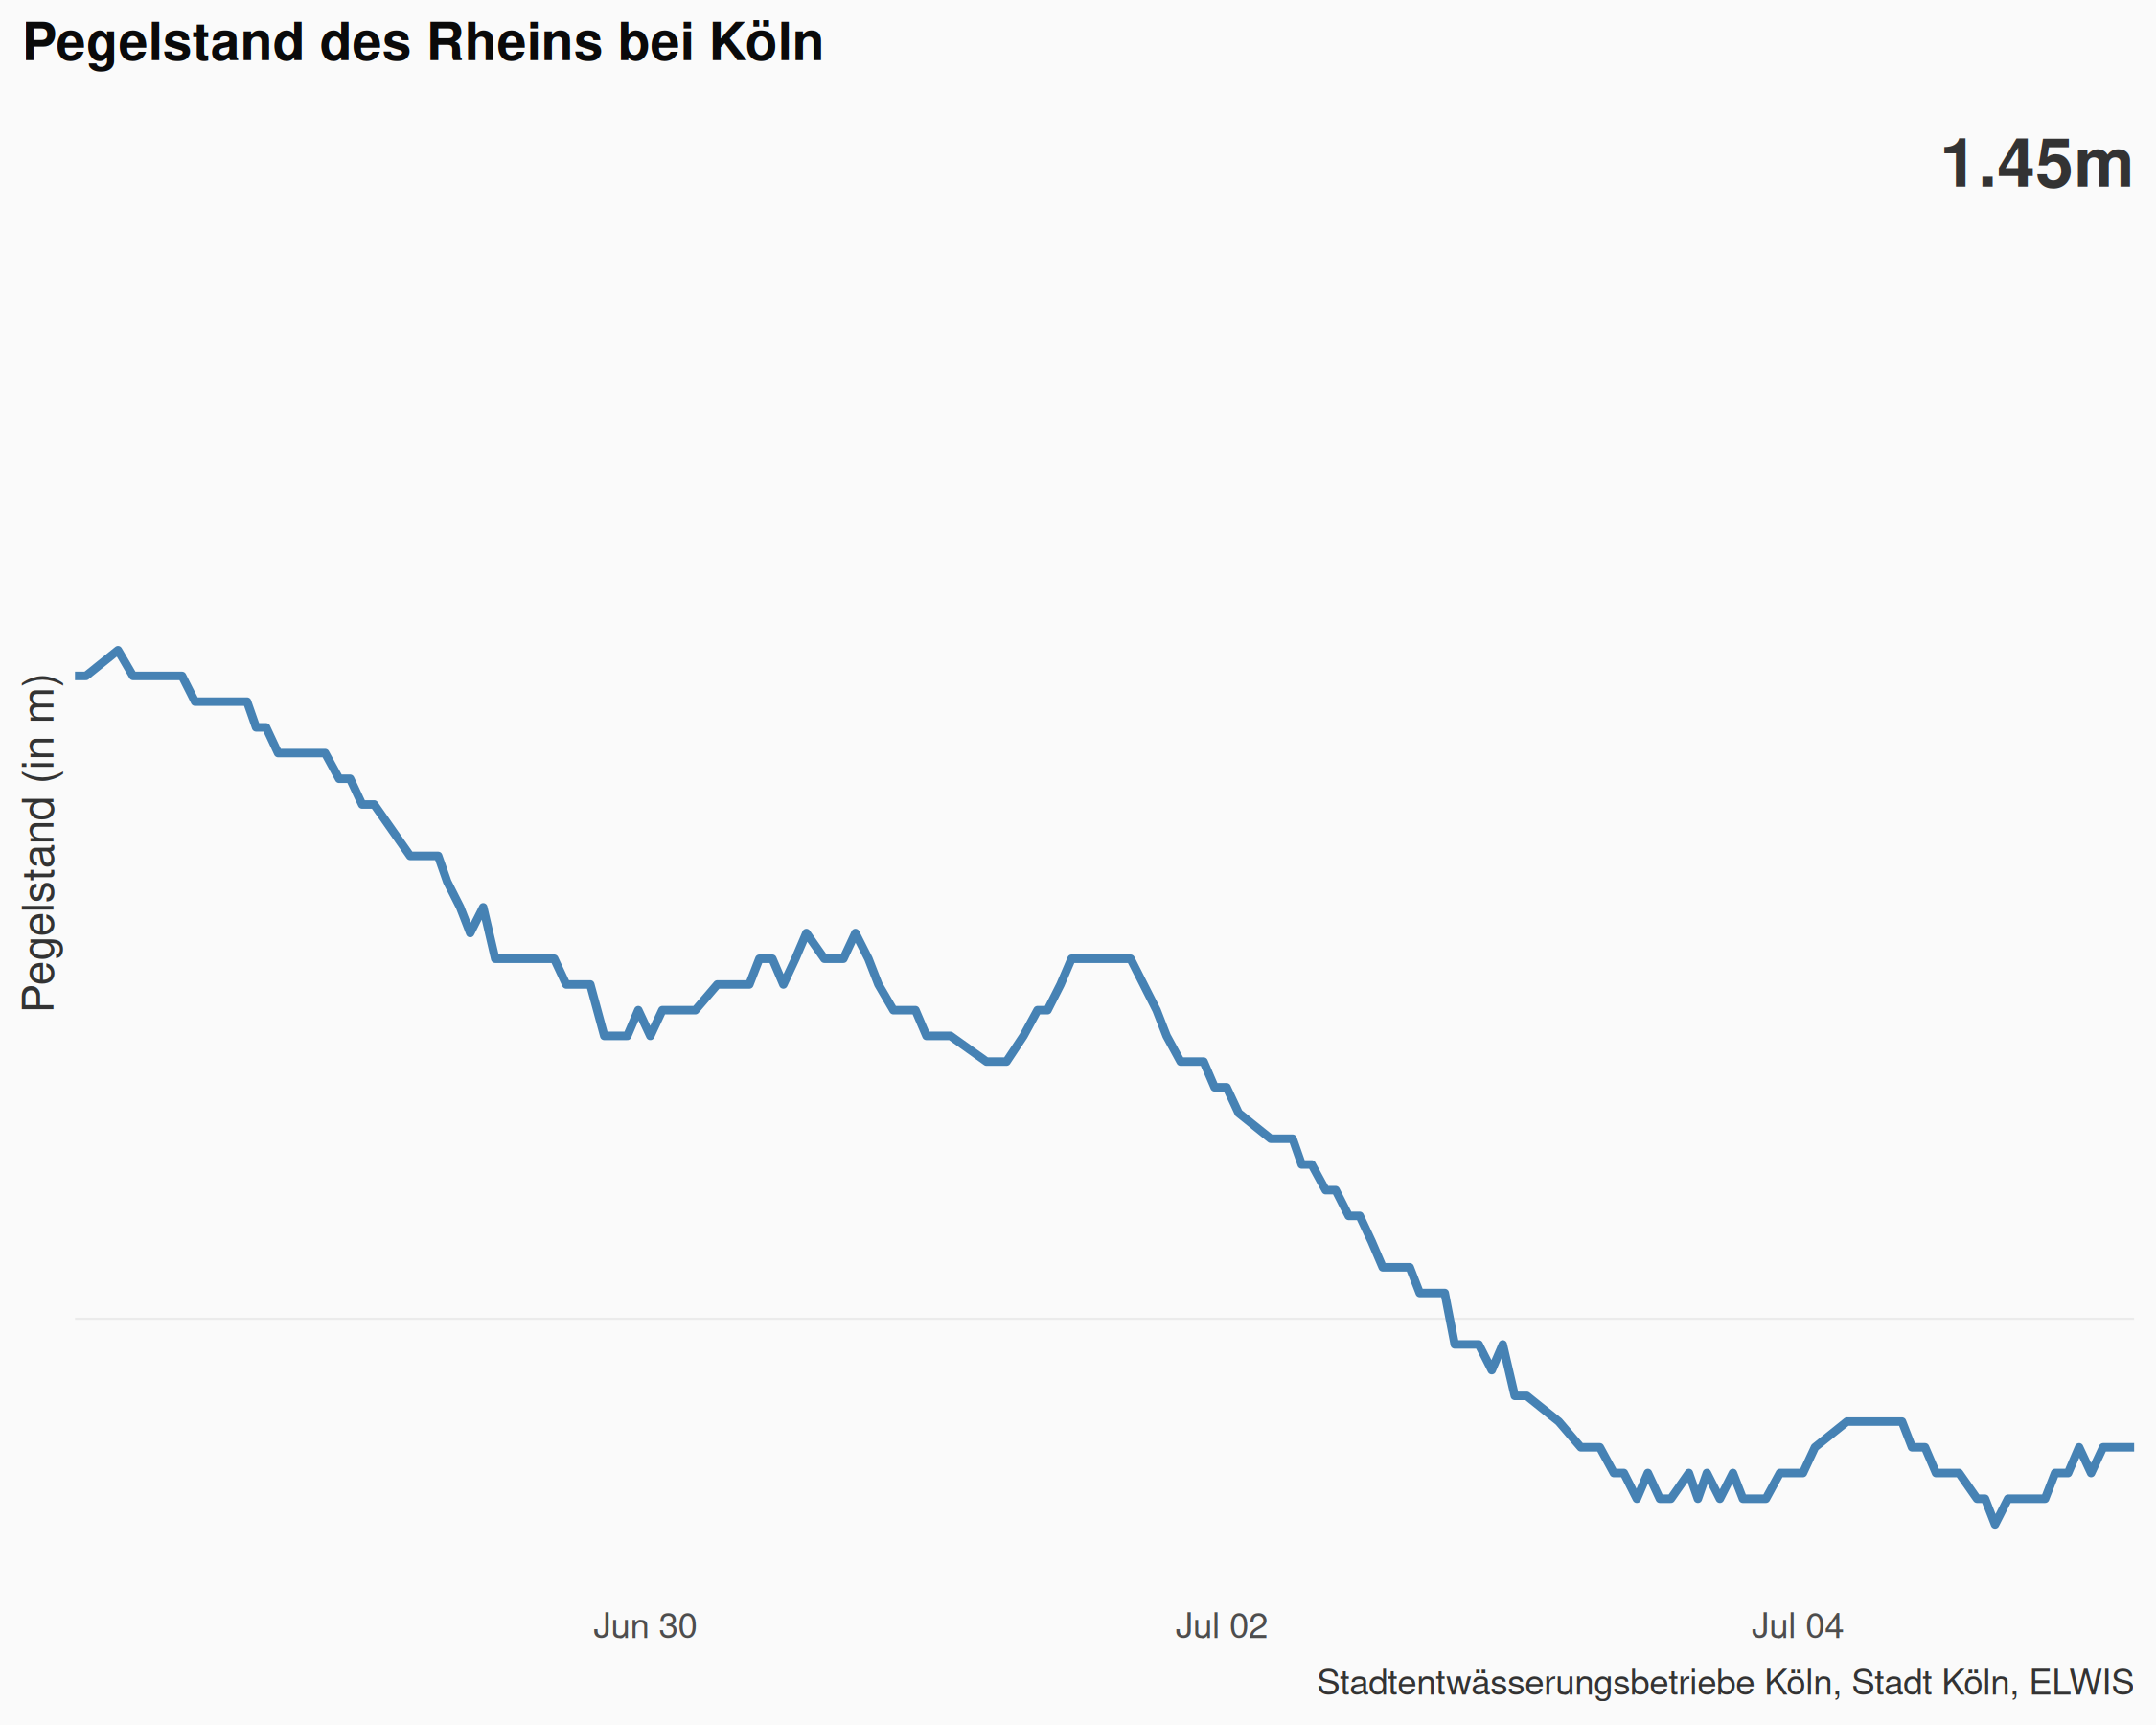 Pegelstand des Rheins bei Köln
1.45m
Pegelstand (in m)
Jun 30
Jul 02
Jul 04
Stadtentwässerungsbetriebe Köln, Stadt Köln, ELWIS